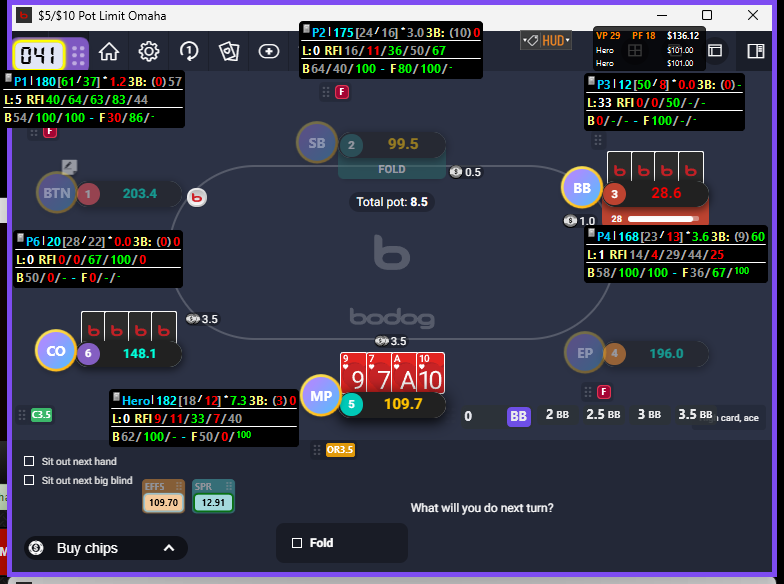 $5/$10 Pot Limit Omaha
041
HUD
VP 29 PF 18 $136.12
Hero $101.00
Hero $101.00
P2 | 175 [24 / 16] * 3.0 3B: (10) 0
L: 0 RFI 16/ 11/ 36/ 50/ 67
B 64/ 40/ 100 - F 80/ 100/ -
F
P1 | 180 [61 / 37] * 1.2 3B: (0) 57
L: 5 RFI 40/ 64/ 63/ 83/ 44
B 54/ 100/ 100 - F 30/ 86/ -
F
P3 | 12 [50 / 8] * 0.0 3B: (0) -
L: 33 RFI 0/ 0/ 50/ -/ -
B 0/ -/ - - F 100/ -/ -
SB 2 99.5
FOLD
0.5
BTN 1 203.4
b
Total pot: 8.5
BB 3 28.6
28
1.0
P6 | 20 [28 / 22] * 0.0 3B: (0) 0
L: 0 RFI 0/ 0/ 67/ 100/ 0
B 50/ 0/ - - F 0/ -/ -
P4 | 168 [23 / 13] * 3.6 3B: (9) 60
L: 1 RFI 14/ 4/ 29/ 44/ 25
B 58/ 100/ 100 - F 36/ 67/ 100
b
bodog
3.5
3.5
CO 6 148.1
9 7 A 10
9 7 A 10
MP 5 109.7
EP 4 196.0
F
Hero | 182 [18 / 12] * 7.3 3B: (3) 0
L: 0 RFI 9/ 11/ 33/ 7/ 40
B 62/ 100/ - - F 50/ 0/ 100
C3.5
0 BB 2 BB 2.5 BB 3 BB 3.5 BB
card, ace
OR3.5
Sit out next hand
Sit out next big blind
EFFS SPR
109.70 12.91
What will you do next turn?
Buy chips
Fold